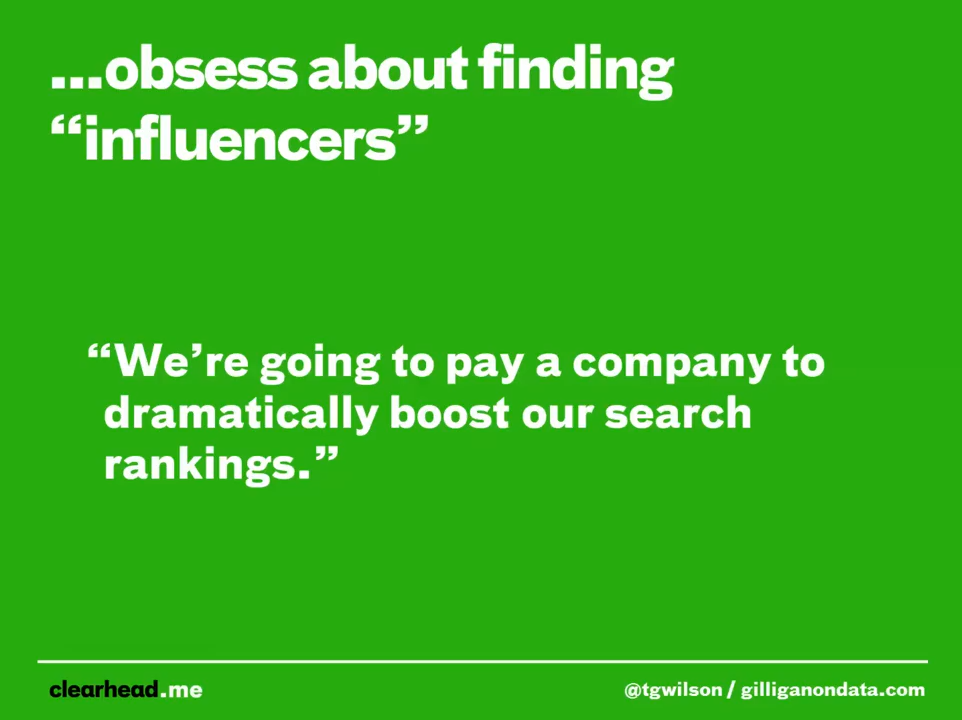 ...obsess about finding
“influencers”
“We’re going to pay a company to
dramatically boost our search
rankings.”
clearhead.me
@tgwilson / gilliganondata.com